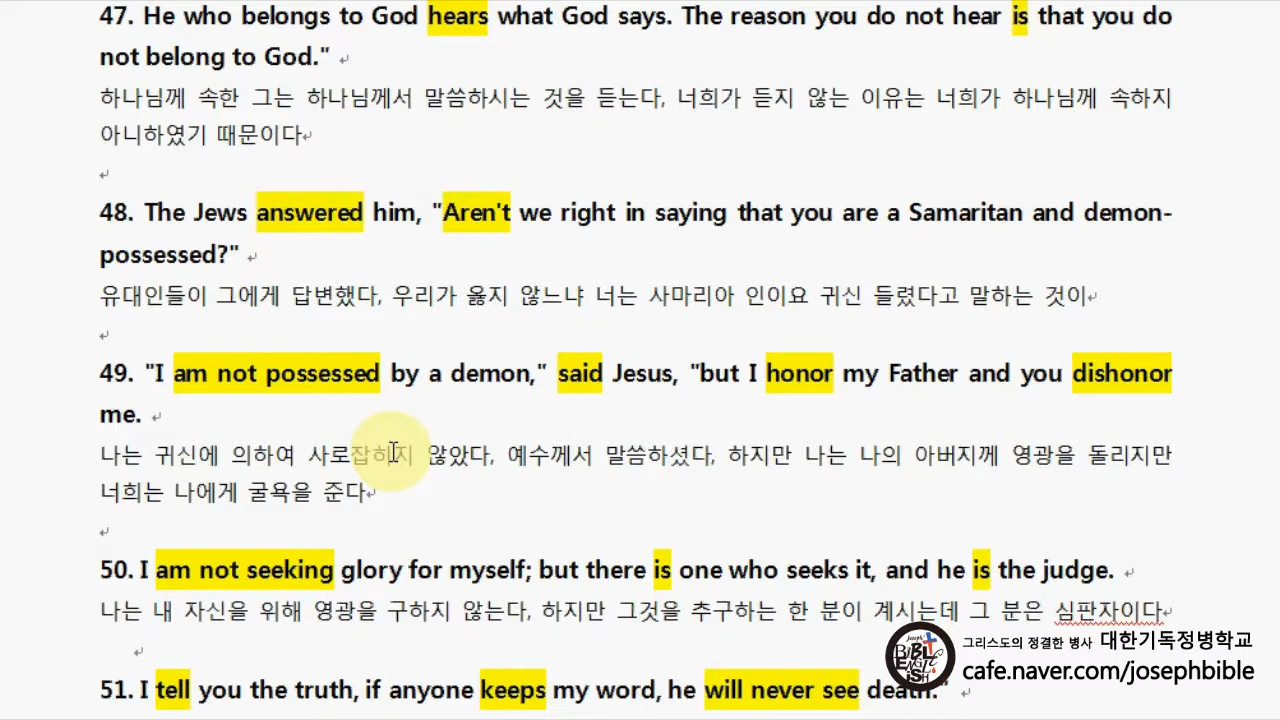 47. He who belongs to God hears what God says. The reason you do not hear is that you do
not belong to God."
하나님께 속한 그는 하나님께서 말씀하시는 것을 듣는다, 너희가 듣지 않는 이유는 너희가 하나님께 속하지
아니하였기 때문이다
48. The Jews answered him, "Aren't we right in saying that you are a Samaritan and demon-
possessed?"
유대인들이 그에게 답변했다, 우리가 옳지 않느냐 너는 사마리아 인이요 귀신 들렸다고 말하는 것이
49. "I am not possessed by a demon," said Jesus, "but I honor my Father and you dishonor
me.
나는 귀신에 의하여 사로잡히지 않았다, 예수께서 말씀하셨다, 하지만 나는 나의 아버지께 영광을 돌리지만
너희는 나에게 굴욕을 준다
50. I am not seeking glory for myself; but there is one who seeks it, and he is the judge.
나는 내 자신을 위해 영광을 구하지 않는다, 하지만 그것을 추구하는 한 분이 계시는데 그 분은 심판자이다
Joseph's
BIBLE
ENGLISH
그리스도의 정결한 병사 대한기독정병학교
cafe.naver.com/josephbible
51. I tell you the truth, if anyone keeps my word, he will never see death."